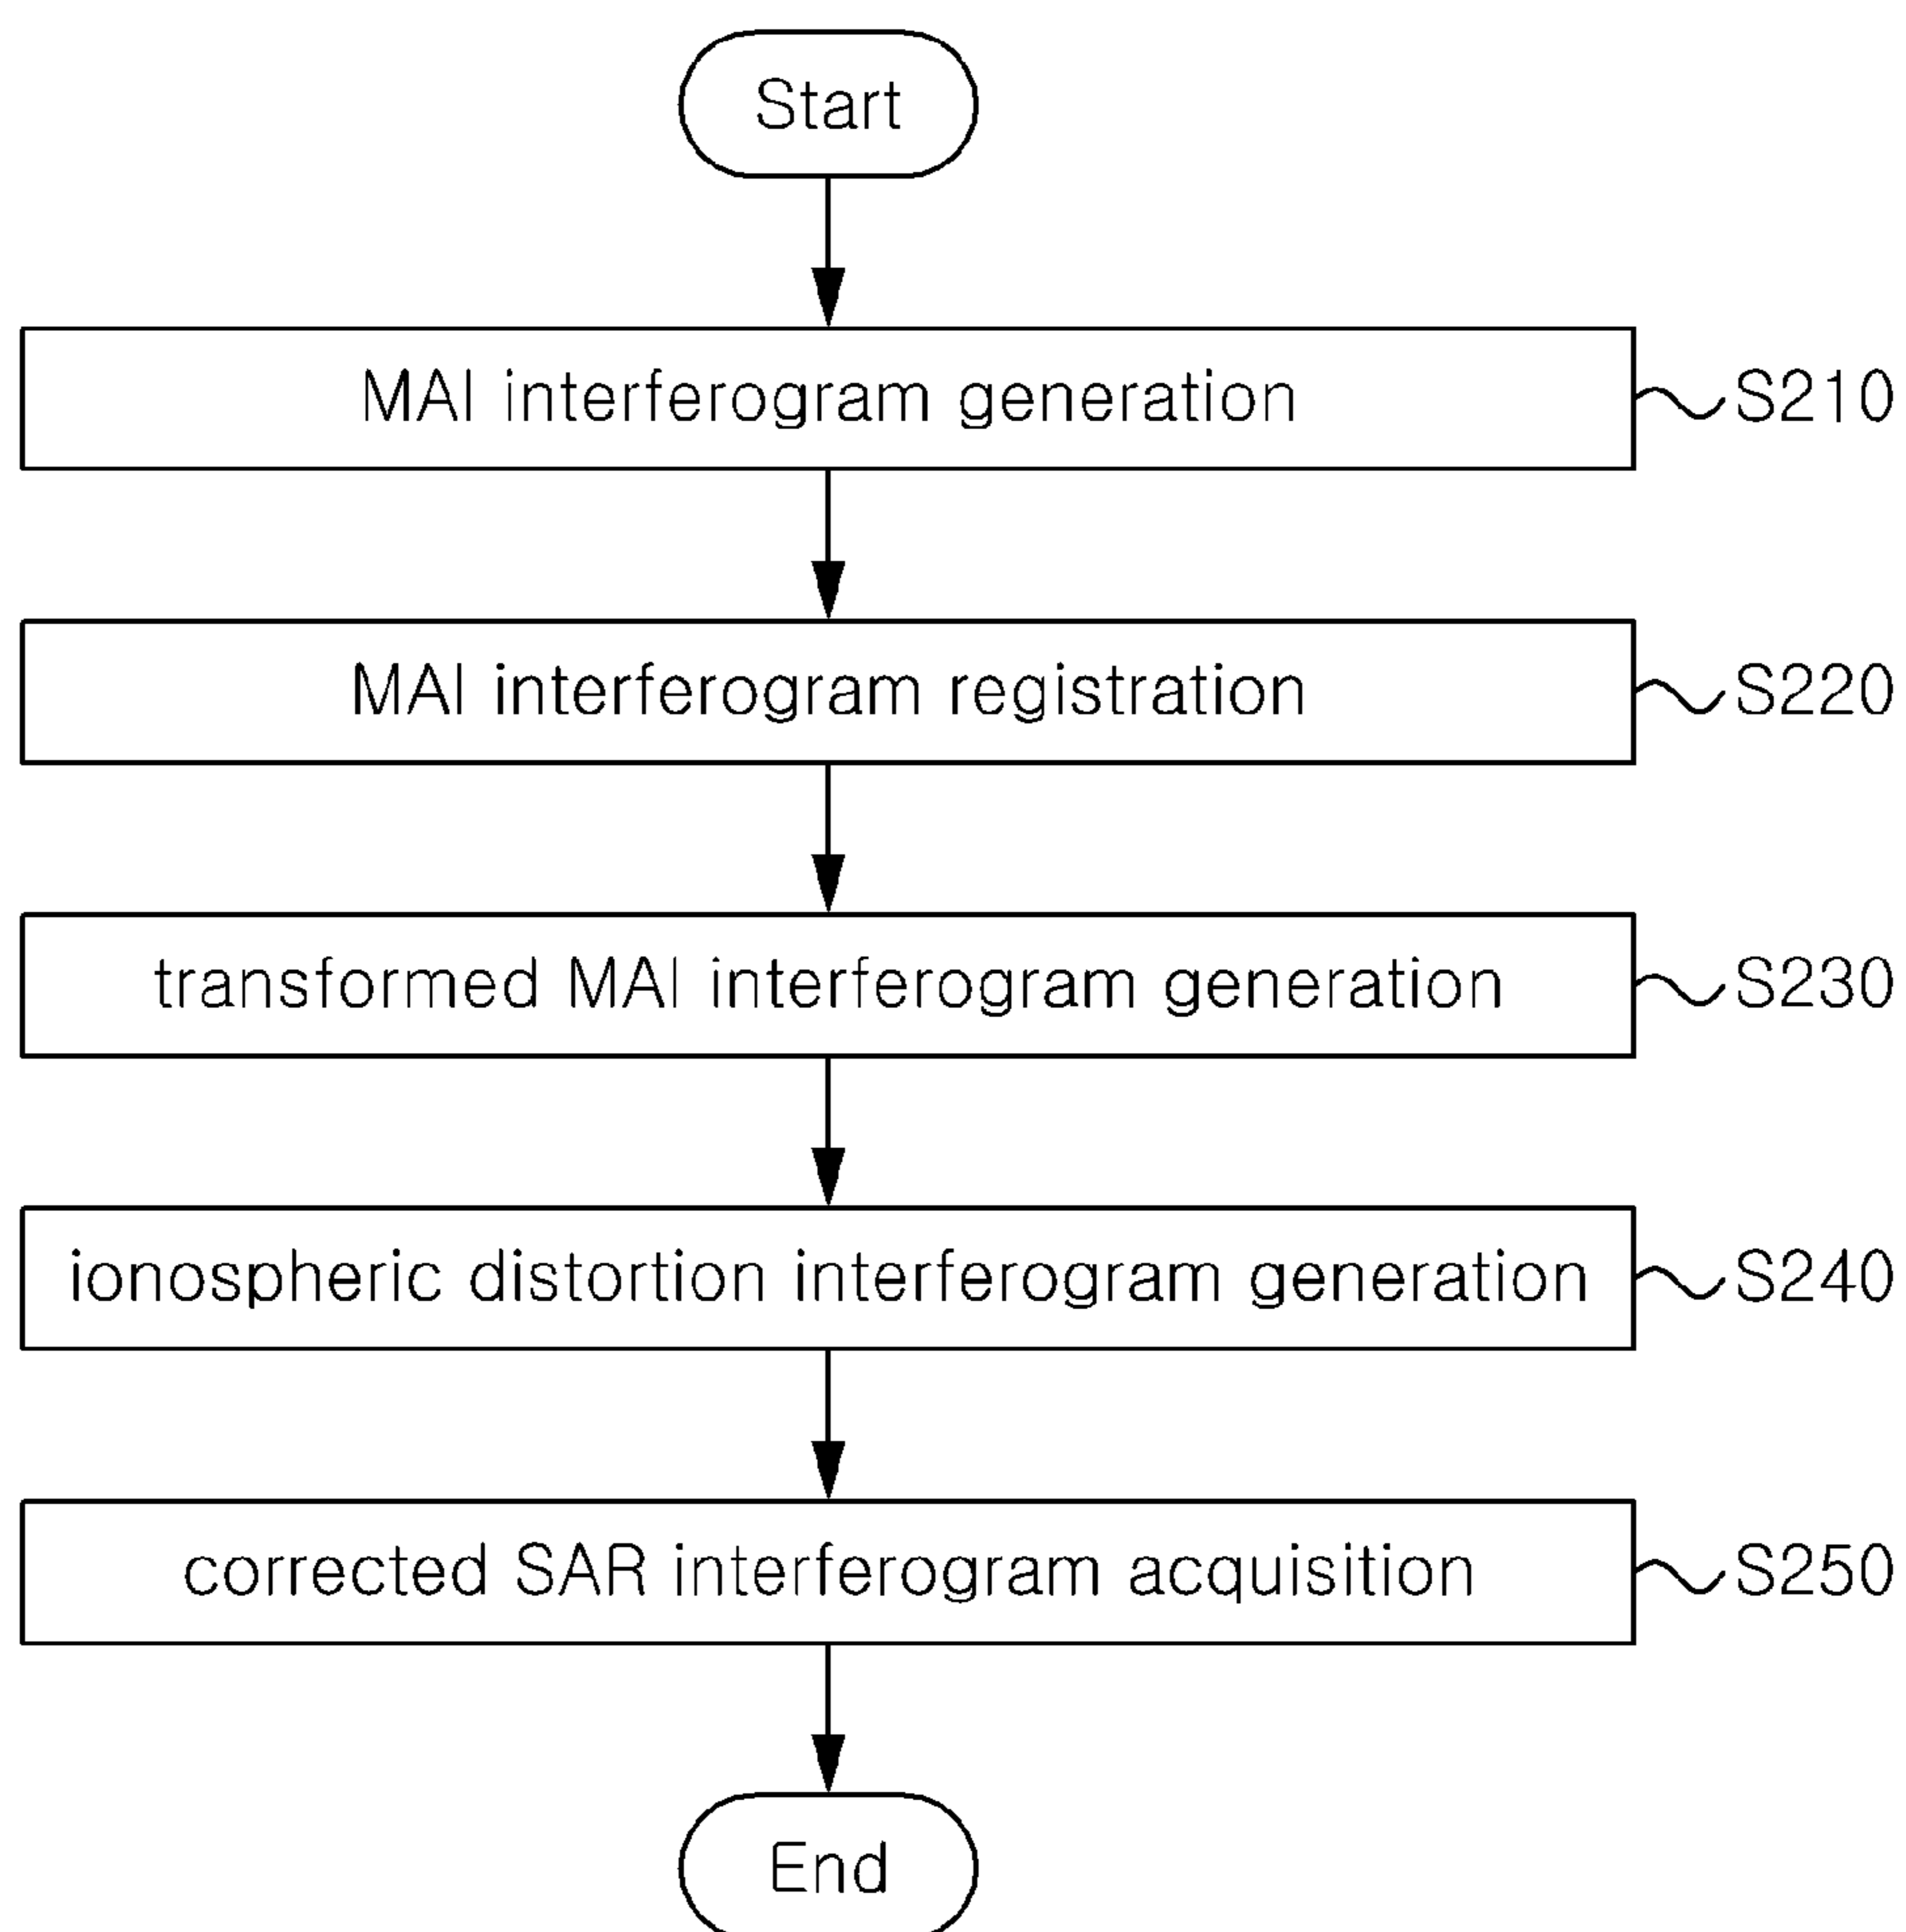 Start
MAI interferogram generation S210
MAI interferogram registration S220
transformed MAI interferogram generation S230
ionospheric distortion interferogram generation S240
corrected SAR interferogram acquisition S250
End